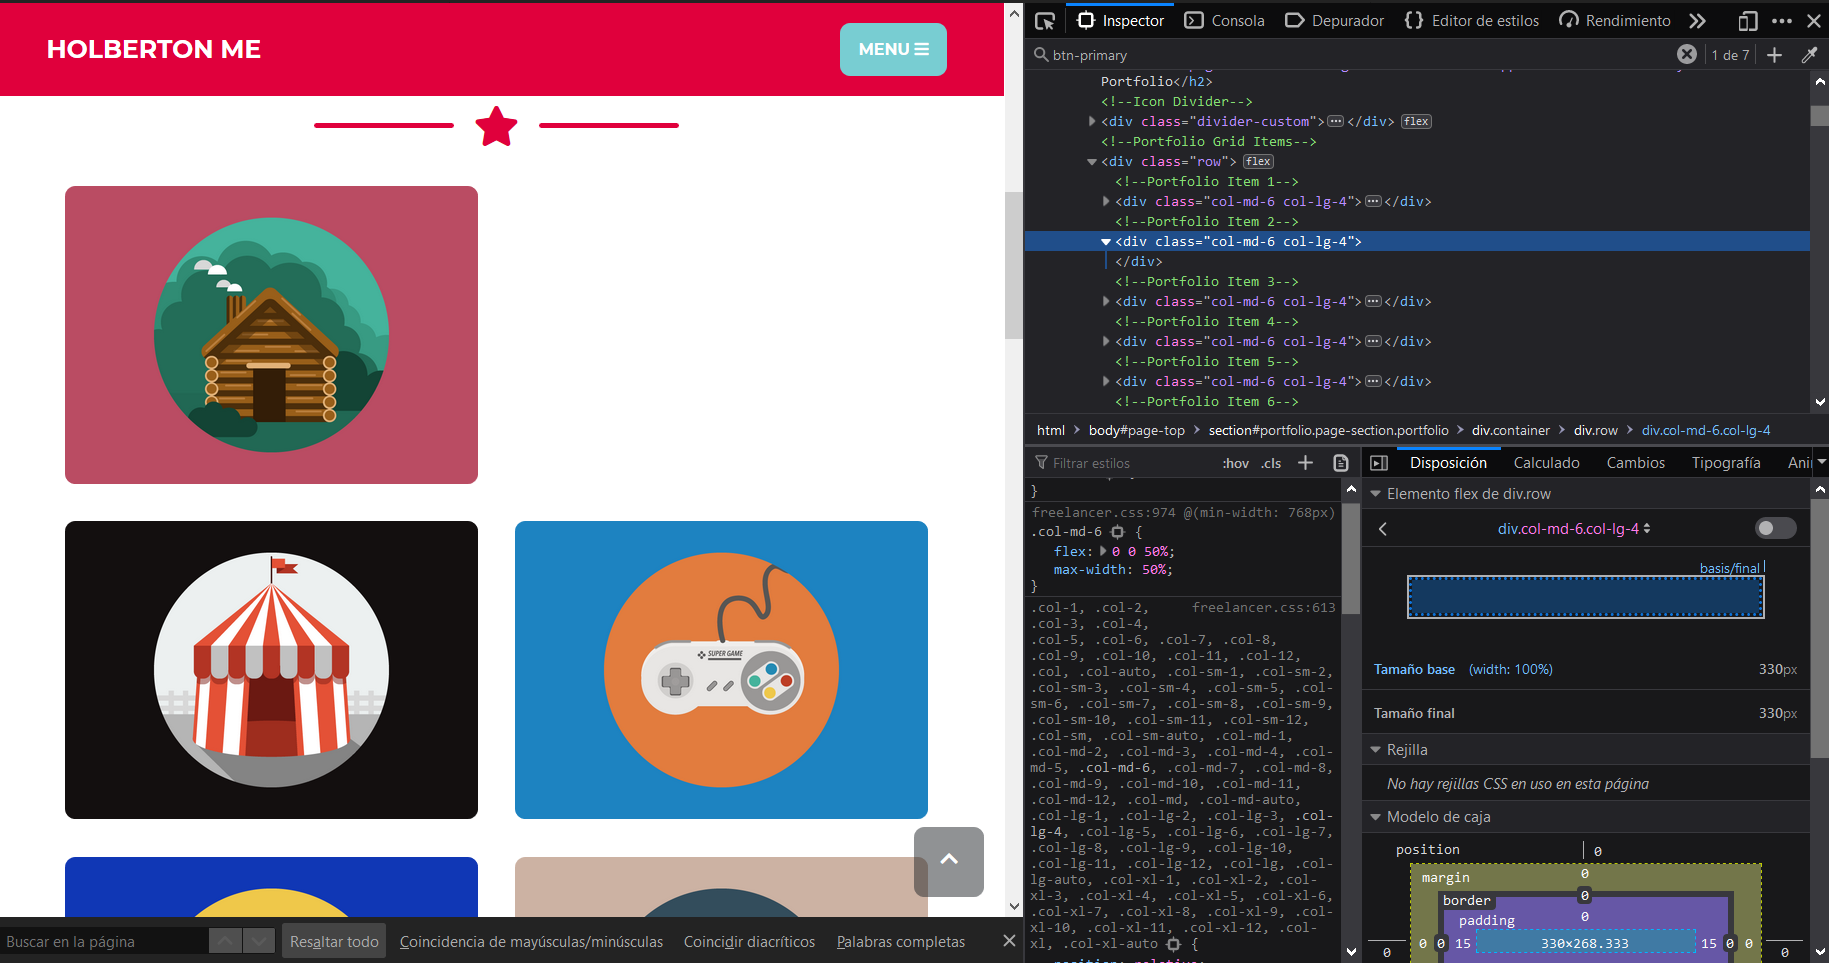 HOLBERTON ME
MENU
SUPER GAME
Buscar en la página
Resaltar todo
Coincidencia de mayúsculas/minúsculas
Coincidir diacríticos
Palabras completas
Inspector
Consola
Depurador
Editor de estilos
Rendimiento
btn-primary
1 de 7
Portfolio</h2>
<!--Icon Divider-->
<div class="divider-custom"></div> flex
<!--Portfolio Grid Items-->
<div class="row"> flex
<!--Portfolio Item 1-->
<div class="col-md-6 col-lg-4"></div>
<!--Portfolio Item 2-->
<div class="col-md-6 col-lg-4">
</div>
<!--Portfolio Item 3-->
<div class="col-md-6 col-lg-4"></div>
<!--Portfolio Item 4-->
<div class="col-md-6 col-lg-4"></div>
<!--Portfolio Item 5-->
<div class="col-md-6 col-lg-4"></div>
<!--Portfolio Item 6-->
html > body#page-top > section#portfolio.page-section.portfolio > div.container > div.row > div.col-md-6.col-lg-4
Filtrar estilos
:hov .cls
}
freelancer.css:974 @(min-width: 768px)
.col-md-6 {
flex: 0 0 50%;
max-width: 50%;
}
.col-1, .col-2, freelancer.css:613
.col-3, .col-4,
.col-5, .col-6, .col-7, .col-8,
.col-9, .col-10, .col-11, .col-12,
.col, .col-auto, .col-sm-1, .col-sm-2,
.col-sm-3, .col-sm-4, .col-sm-5, .col-
sm-6, .col-sm-7, .col-sm-8, .col-sm-9,
.col-sm-10, .col-sm-11, .col-sm-12,
.col-sm, .col-sm-auto, .col-md-1,
.col-md-2, .col-md-3, .col-md-4, .col-
md-5, .col-md-6, .col-md-7, .col-md-8,
.col-md-9, .col-md-10, .col-md-11,
.col-md-12, .col-md, .col-md-auto,
.col-lg-1, .col-lg-2, .col-lg-3, .col-
lg-4, .col-lg-5, .col-lg-6, .col-lg-7,
.col-lg-8, .col-lg-9, .col-lg-10,
.col-lg-11, .col-lg-12, .col-lg, .col-
lg-auto, .col-xl-1, .col-xl-2, .col-
xl-3, .col-xl-4, .col-xl-5, .col-xl-6,
.col-xl-7, .col-xl-8, .col-xl-9, .col-
xl-10, .col-xl-11, .col-xl-12, .col-
xl, .col-xl-auto {
position: relative;
Disposición
Calculado
Cambios
Tipografía
Ani
Elemento flex de div.row
div.col-md-6.col-lg-4
basis/final
Tamaño base (width: 100%) 330px
Tamaño final 330px
Rejilla
No hay rejillas CSS en uso en esta página
Modelo de caja
position 0
margin 0
border 0
padding 0
0 0 0 15 330×268.333 15 0 0 0